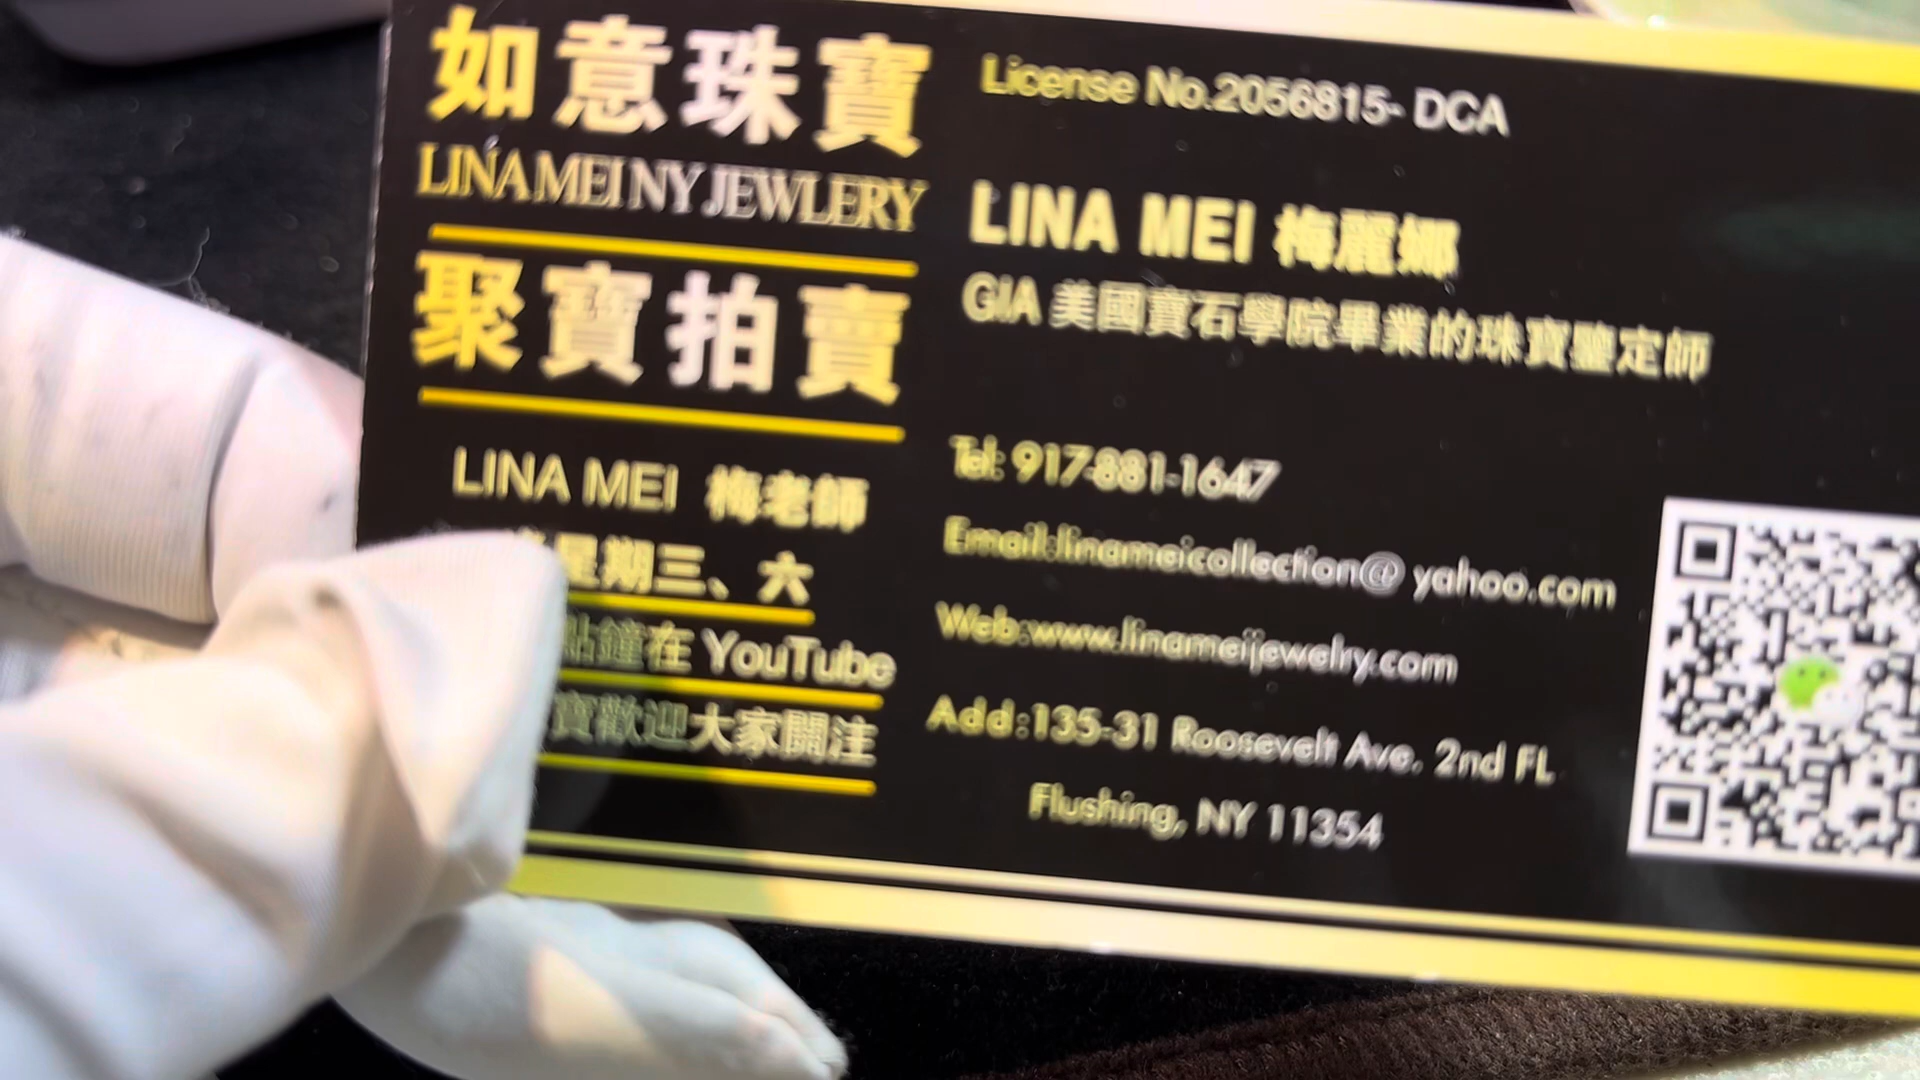 如意珠寶
LINA MEI NY JEWLERY
聚寶拍賣
LINA MEI 梅老師
星期三、六
點鐘在 YouTube
寶歡迎大家關注
License No.2056815- DCA
LINA MEI 梅麗娜
GIA 美國寶石學院畢業的珠寶鑒定師
Tel: 917-881-1647
Email:linameicollection@ yahoo.com
Web:www.linameijewelry.com
Add:135-31 Roosevelt Ave. 2nd FL
Flushing, NY 11354